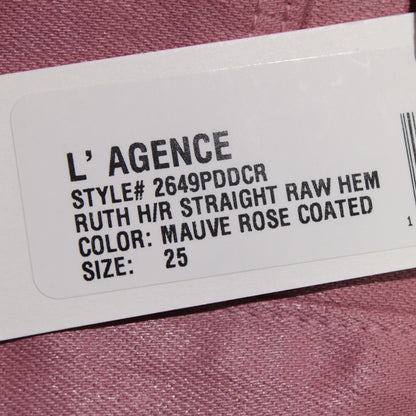 L' AGENCE
STYLE# 2649PDDCR
RUTH H/R STRAIGHT RAW HEM
COLOR: MAUVE ROSE COATED
SIZE: 25
1